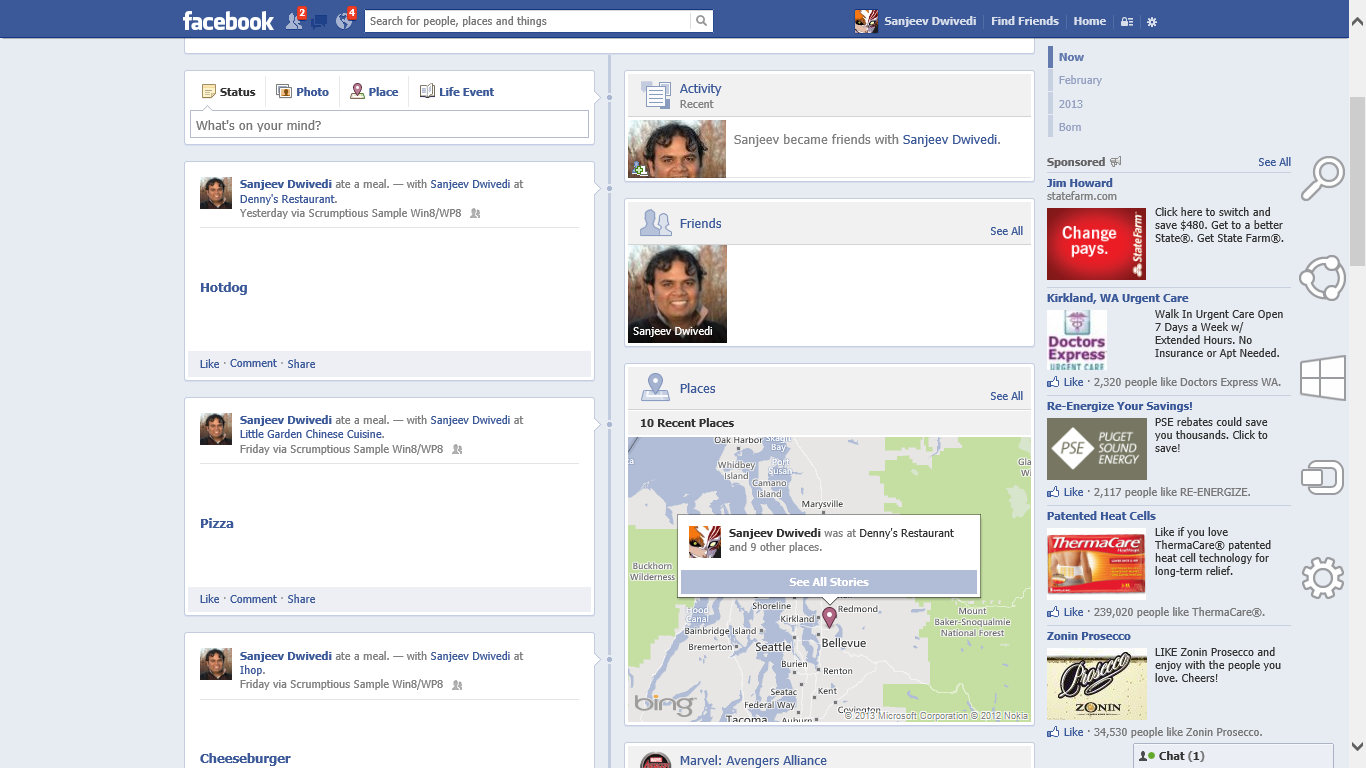 facebook
2
4
Search for people, places and things
Sanjeev Dwivedi
Find Friends
Home
Status
Photo
Place
Life Event
What's on your mind?
Sanjeev Dwivedi ate a meal. — with Sanjeev Dwivedi at
Denny's Restaurant.
Yesterday via Scrumptious Sample Win8/WP8
Hotdog
Like · Comment · Share
Sanjeev Dwivedi ate a meal. — with Sanjeev Dwivedi at
Little Garden Chinese Cuisine.
Friday via Scrumptious Sample Win8/WP8
Pizza
Like · Comment · Share
Sanjeev Dwivedi ate a meal. — with Sanjeev Dwivedi at
Ihop.
Friday via Scrumptious Sample Win8/WP8
Cheeseburger
Activity
Recent
+1
Sanjeev became friends with Sanjeev Dwivedi.
Friends
See All
Sanjeev Dwivedi
Places
See All
10 Recent Places
Oak Harbor
Skagit
Bay
Whidbey
Island
Port
Susan
Camano
Island
Marysville
Sanjeev Dwivedi was at Denny's Restaurant
and 9 other places.
See All Stories
Buckhorn
Wilderness
Hood
Canal
Shoreline
Kirkland
Redmond
Bainbridge Island
Bremerton
Seattle
Bellevue
Mount
Baker-Snoqualmie
National Forest
Burien
Renton
Seatac
Kent
Federal Way
Covington
Tacoma
Auburn
bing
© 2013 Microsoft Corporation © 2012 Nokia
Marvel: Avengers Alliance
Now
February
2013
Born
Sponsored
See All
Jim Howard
statefarm.com
Change
pays.
StateFarm
Click here to switch and
save $480. Get to a better
State®. Get State Farm®.
Kirkland, WA Urgent Care
Doctors
Express
URGENT CARE
Walk In Urgent Care Open
7 Days a Week w/
Extended Hours. No
Insurance or Apt Needed.
Like · 2,320 people like Doctors Express WA.
Re-Energize Your Savings!
PSE
PUGET
SOUND
ENERGY
PSE rebates could save
you thousands. Click to
save!
Like · 2,117 people like RE-ENERGIZE.
Patented Heat Cells
ThermaCare
Like if you love
ThermaCare® patented
heat cell technology for
long-term relief.
Like · 239,020 people like ThermaCare®.
Zonin Prosecco
Prosecco
ZONIN
LIKE Zonin Prosecco and
enjoy with the people you
love. Cheers!
Like · 34,530 people like Zonin Prosecco.
Chat (1)